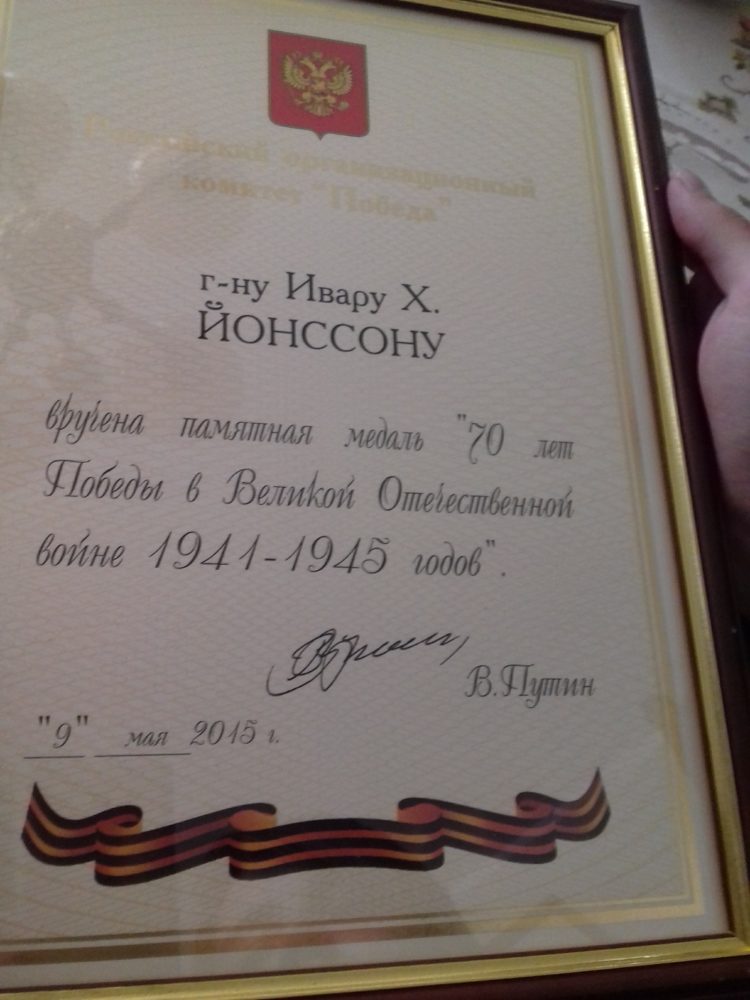 Российский организационный
комитет "Победа"
г-ну Ивару Х.
ЙОНССОНУ
вручена памятная медаль "70 лет
Победы в Великой Отечественной
войне 1941-1945 годов".
В.Путин
"9" мая 2015 г.